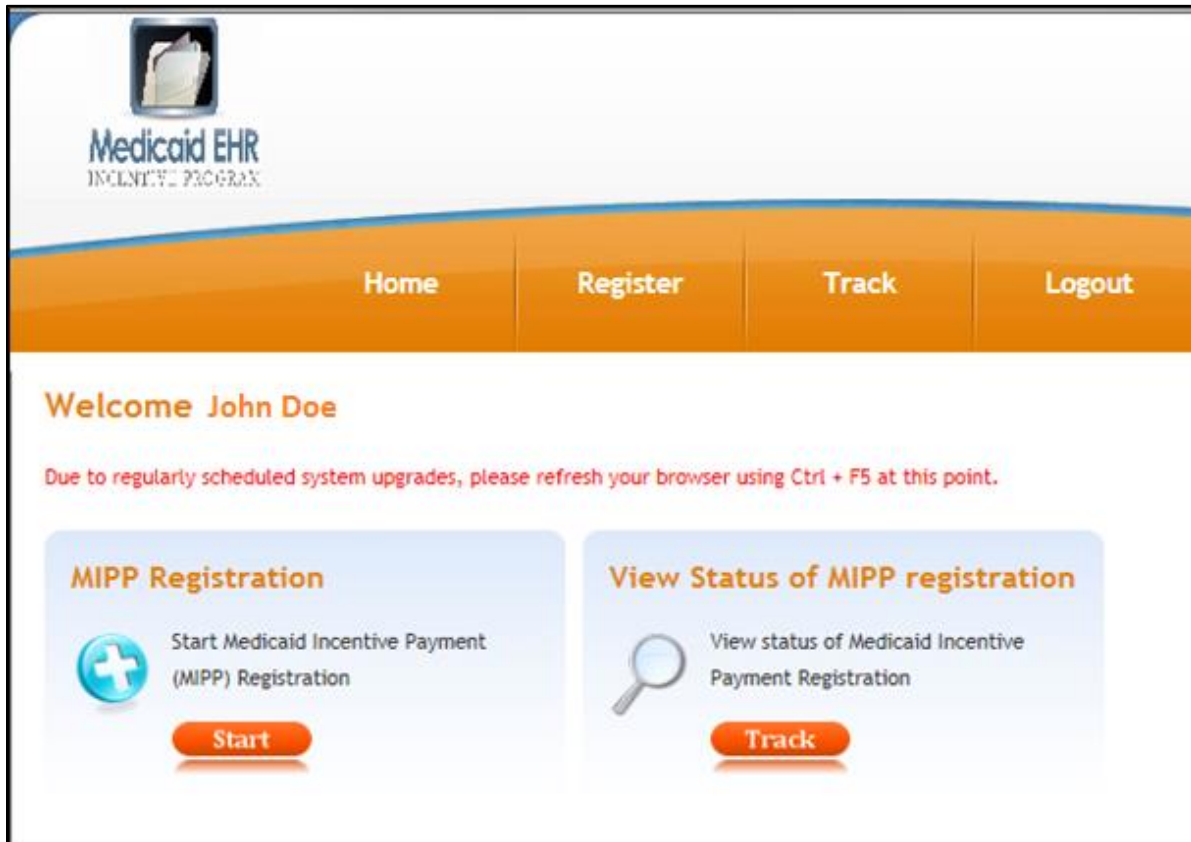 Medicaid EHR
Home Register Track Logout
Welcome John Doe
Due to regularly scheduled system upgrades, please refresh your browser using Ctrl + F5 at this point.
MIPP Registration
Start Medicaid Incentive Payment
(MIPP) Registration
Start
View Status of MIPP registration
View status of Medicaid Incentive
Payment Registration
Track